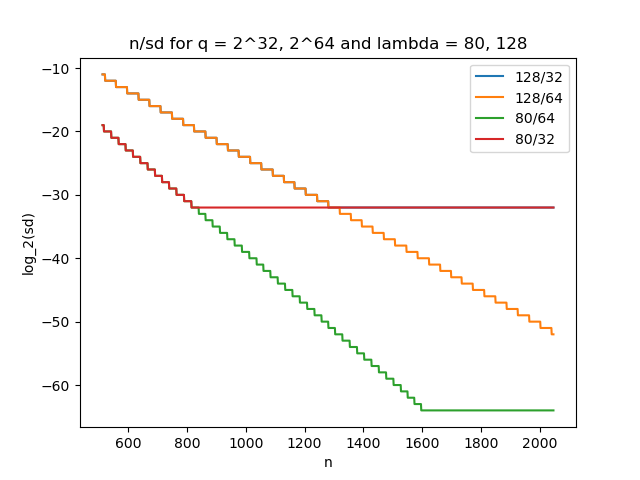 n/sd for q = 2^32, 2^64 and lambda = 80, 128
128/32
128/64
80/64
80/32
log_2(sd)
−10
−20
−30
−40
−50
−60
600 800 1000 1200 1400 1600 1800 2000
n